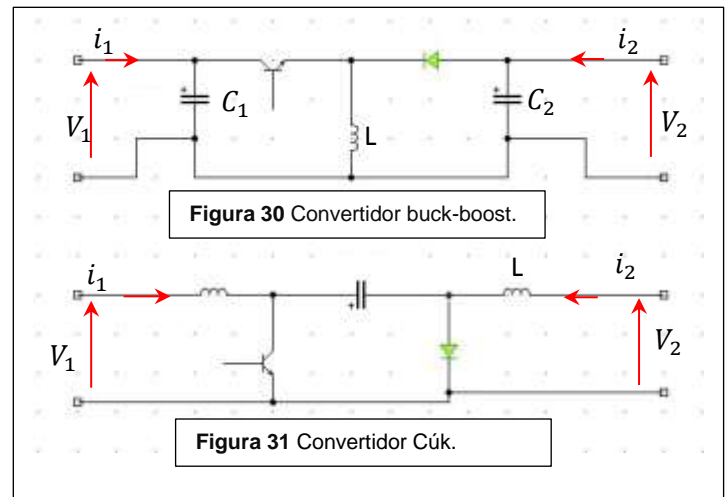 i₁ i₂
V₁ C₁ L C₂ V₂
Figura 30 Convertidor buck-boost.
i₁ L i₂
V₁ V₂
Figura 31 Convertidor Cúk.